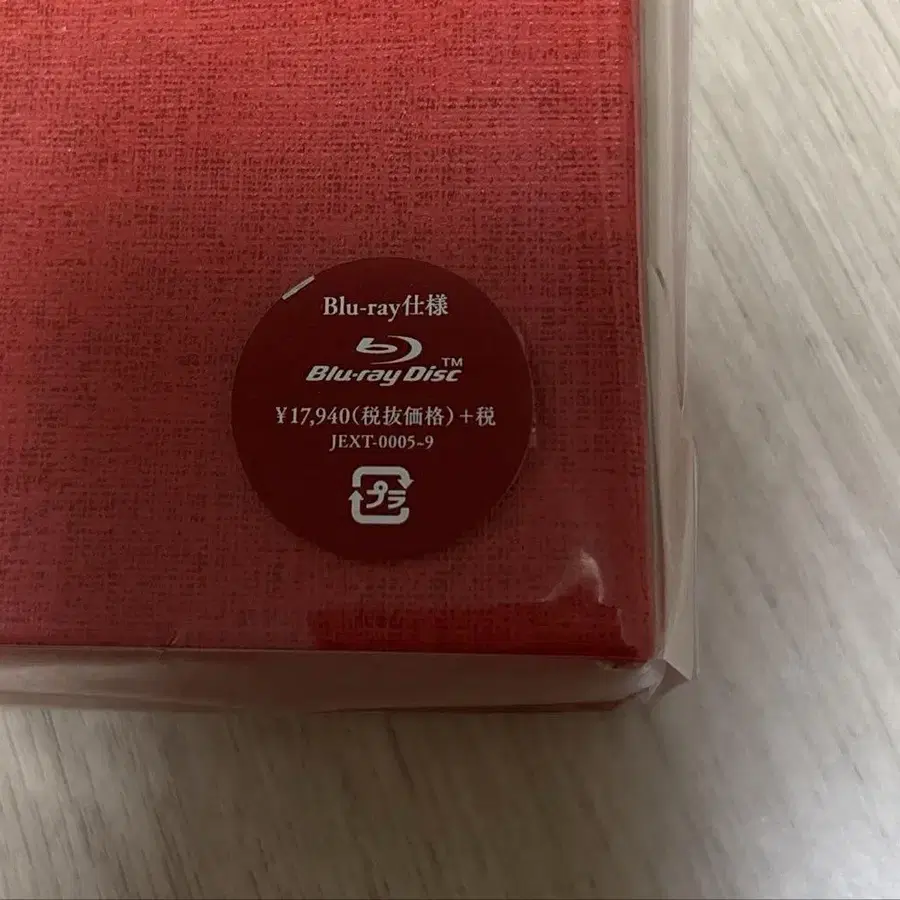 Blu-ray仕様
Blu-ray Disc™
¥17,940(税抜価格)+税
JEXT-0005~9
プラ